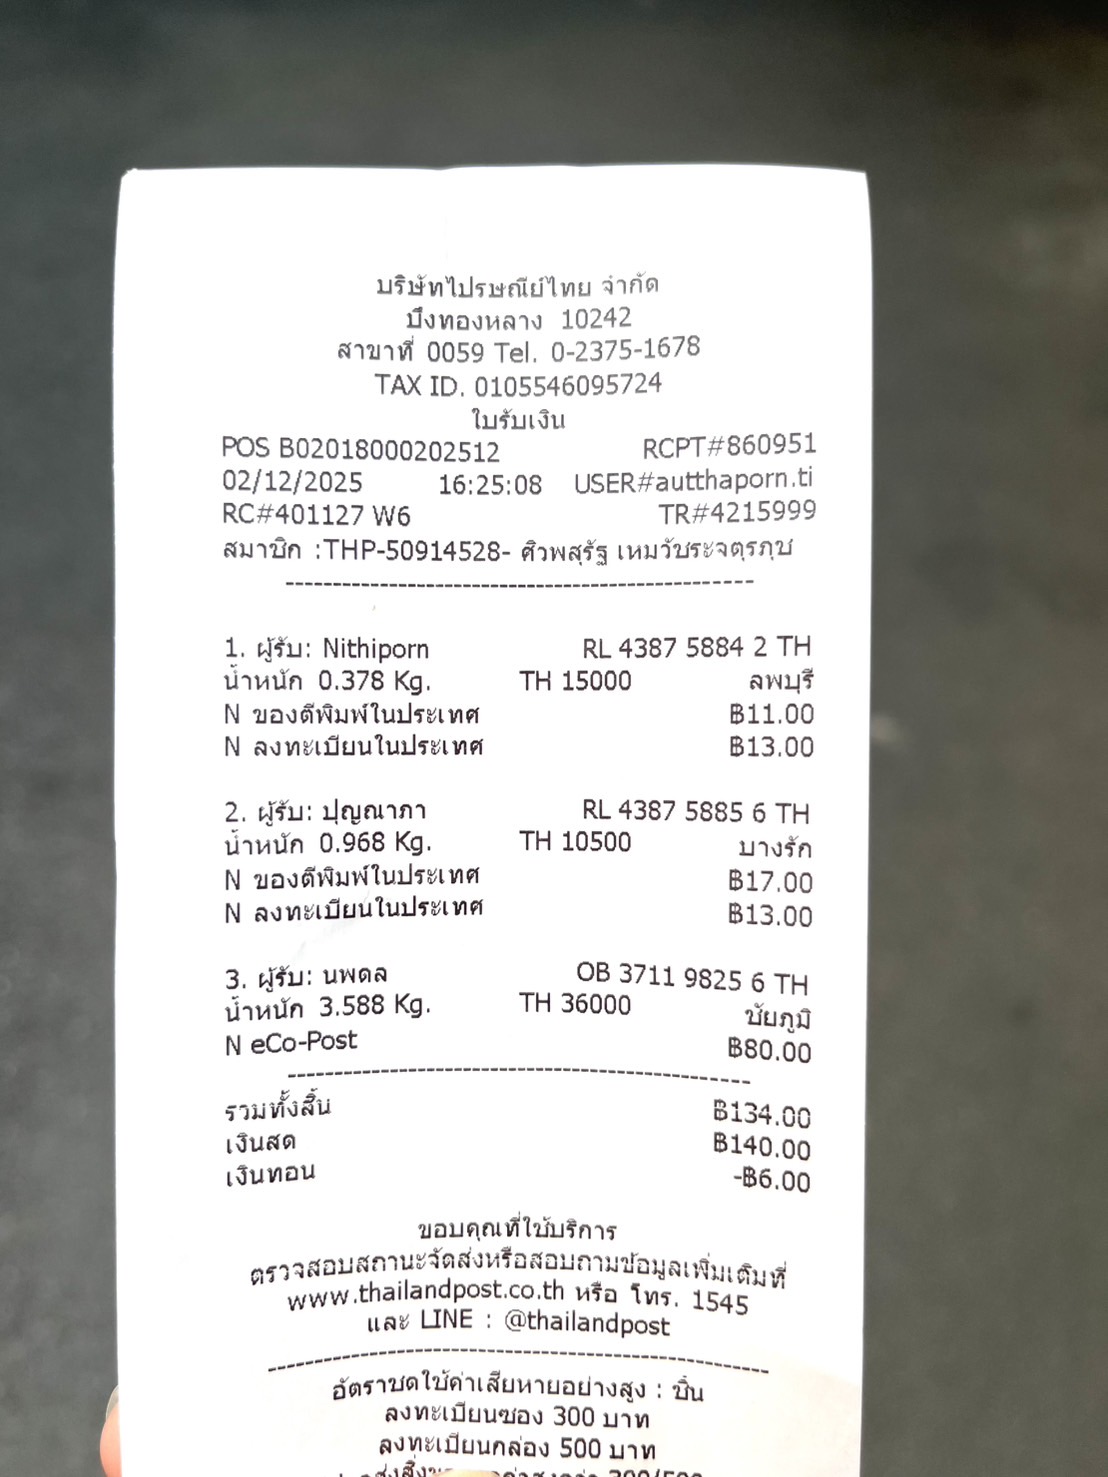 บริษัทไปรษณีย์ไทย จำกัด
บึงทองหลาง 10242
สาขาที่ 0059 Tel. 0-2375-1678
TAX ID. 0105546095724
ใบรับเงิน
POS B02018000202512 RCPT#860951
02/12/2025 16:25:08 USER#autthaporn.ti
RC#401127 W6 TR#4215999
สมาชิก :THP-50914528- ศิวพสุรัฐ เหมวัชระจตุรภุช
1. ผู้รับ: Nithiporn RL 4387 5884 2 TH
น้ำหนัก 0.378 Kg. TH 15000 ลพบุรี
N ของตีพิมพ์ในประเทศ ฿11.00
N ลงทะเบียนในประเทศ ฿13.00
2. ผู้รับ: ปุญณาภา RL 4387 5885 6 TH
น้ำหนัก 0.968 Kg. TH 10500 บางรัก
N ของตีพิมพ์ในประเทศ ฿17.00
N ลงทะเบียนในประเทศ ฿13.00
3. ผู้รับ: นพดล OB 3711 9825 6 TH
น้ำหนัก 3.588 Kg. TH 36000 ชัยภูมิ
N eCo-Post ฿80.00
รวมทั้งสิ้น ฿134.00
เงินสด ฿140.00
เงินทอน -฿6.00
ขอบคุณที่ใช้บริการ
ตรวจสอบสถานะจัดส่งหรือสอบถามข้อมูลเพิ่มเติมที่
www.thailandpost.co.th หรือ โทร. 1545
และ LINE : @thailandpost
อัตราชดใช้ค่าเสียหายอย่างสูง : ชิ้น
ลงทะเบียนซอง 300 บาท
ลงทะเบียนกล่อง 500 บาท